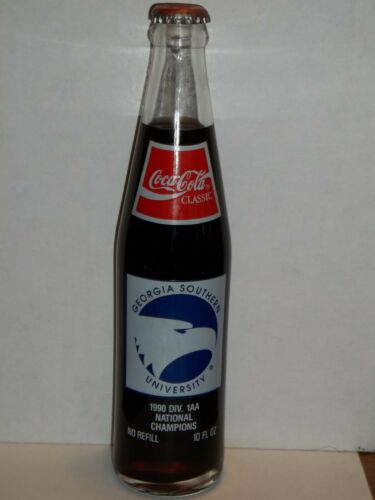 Coca-Cola ®
CLASSIC
GEORGIA SOUTHERN
UNIVERSITY ®
1990 DIV. 1AA
NATIONAL
CHAMPIONS
NO REFILL 10 FL OZ